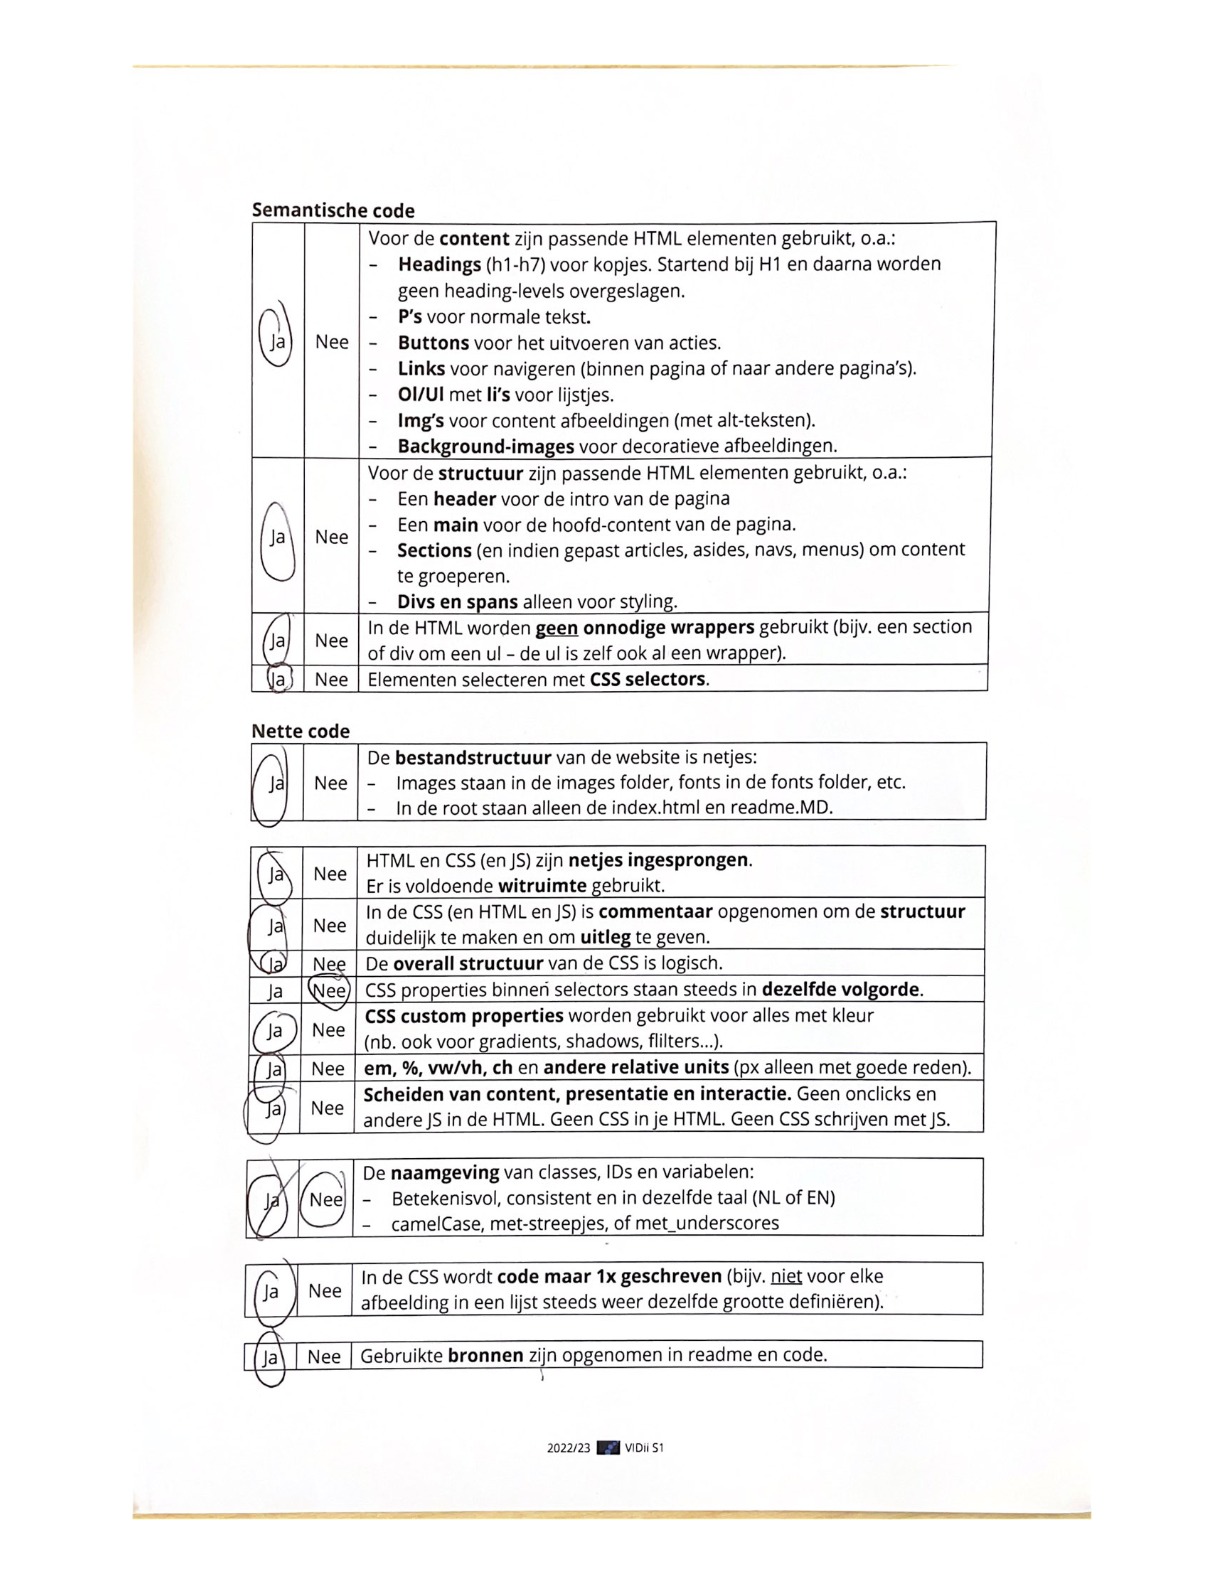 Semantische code
Voor de content zijn passende HTML elementen gebruikt, o.a.:
- Headings (h1-h7) voor kopjes. Startend bij H1 en daarna worden
geen heading-levels overgeslagen.
- P's voor normale tekst.
Ja Nee - Buttons voor het uitvoeren van acties.
- Links voor navigeren (binnen pagina of naar andere pagina's).
- Ol/Ul met li's voor lijstjes.
- Img's voor content afbeeldingen (met alt-teksten).
- Background-images voor decoratieve afbeeldingen.
Voor de structuur zijn passende HTML elementen gebruikt, o.a.:
- Een header voor de intro van de pagina
- Een main voor de hoofd-content van de pagina.
Ja Nee
- Sections (en indien gepast articles, asides, navs, menus) om content
te groeperen.
- Divs en spans alleen voor styling.
Ja Nee In de HTML worden geen onnodige wrappers gebruikt (bijv. een section
of div om een ul – de ul is zelf ook al een wrapper).
Ja Nee Elementen selecteren met CSS selectors.
Nette code
De bestandstructuur van de website is netjes:
Ja Nee - Images staan in de images folder, fonts in de fonts folder, etc.
- In de root staan alleen de index.html en readme.MD.
Ja Nee HTML en CSS (en JS) zijn netjes ingesprongen.
Er is voldoende witruimte gebruikt.
Ja Nee In de CSS (en HTML en JS) is commentaar opgenomen om de structuur
duidelijk te maken en om uitleg te geven.
Ja Nee De overall structuur van de CSS is logisch.
Ja Nee CSS properties binnen selectors staan steeds in dezelfde volgorde.
Ja Nee CSS custom properties worden gebruikt voor alles met kleur
(nb. ook voor gradients, shadows, flilters...).
Ja Nee em, %, vw/vh, ch en andere relative units (px alleen met goede reden).
Ja Nee Scheiden van content, presentatie en interactie. Geen onclicks en
andere JS in de HTML. Geen CSS in je HTML. Geen CSS schrijven met JS.
De naamgeving van classes, IDs en variabelen:
Ja Nee - Betekenisvol, consistent en in dezelfde taal (NL of EN)
- camelCase, met-streepjes, of met_underscores
Ja Nee In de CSS wordt code maar 1x geschreven (bijv. niet voor elke
afbeelding in een lijst steeds weer dezelfde grootte definiëren).
Ja Nee Gebruikte bronnen zijn opgenomen in readme en code.
2022/23 VIDii S1